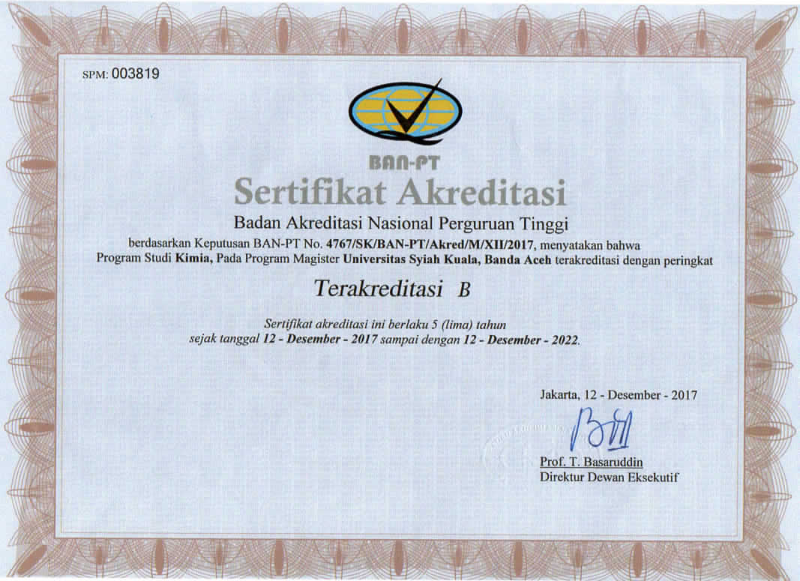 SPM: 003819
BAN-PT
Sertifikat Akreditasi
Badan Akreditasi Nasional Perguruan Tinggi
berdasarkan Keputusan BAN-PT No. 4767/SK/BAN-PT/Akred/M/XII/2017, menyatakan bahwa
Program Studi Kimia, Pada Program Magister Universitas Syiah Kuala, Banda Aceh terakreditasi dengan peringkat
Terakreditasi B
Sertifikat akreditasi ini berlaku 5 (lima) tahun
sejak tanggal 12 - Desember - 2017 sampai dengan 12 - Desember - 2022.
Jakarta, 12 - Desember - 2017
Prof. T. Basaruddin
Direktur Dewan Eksekutif